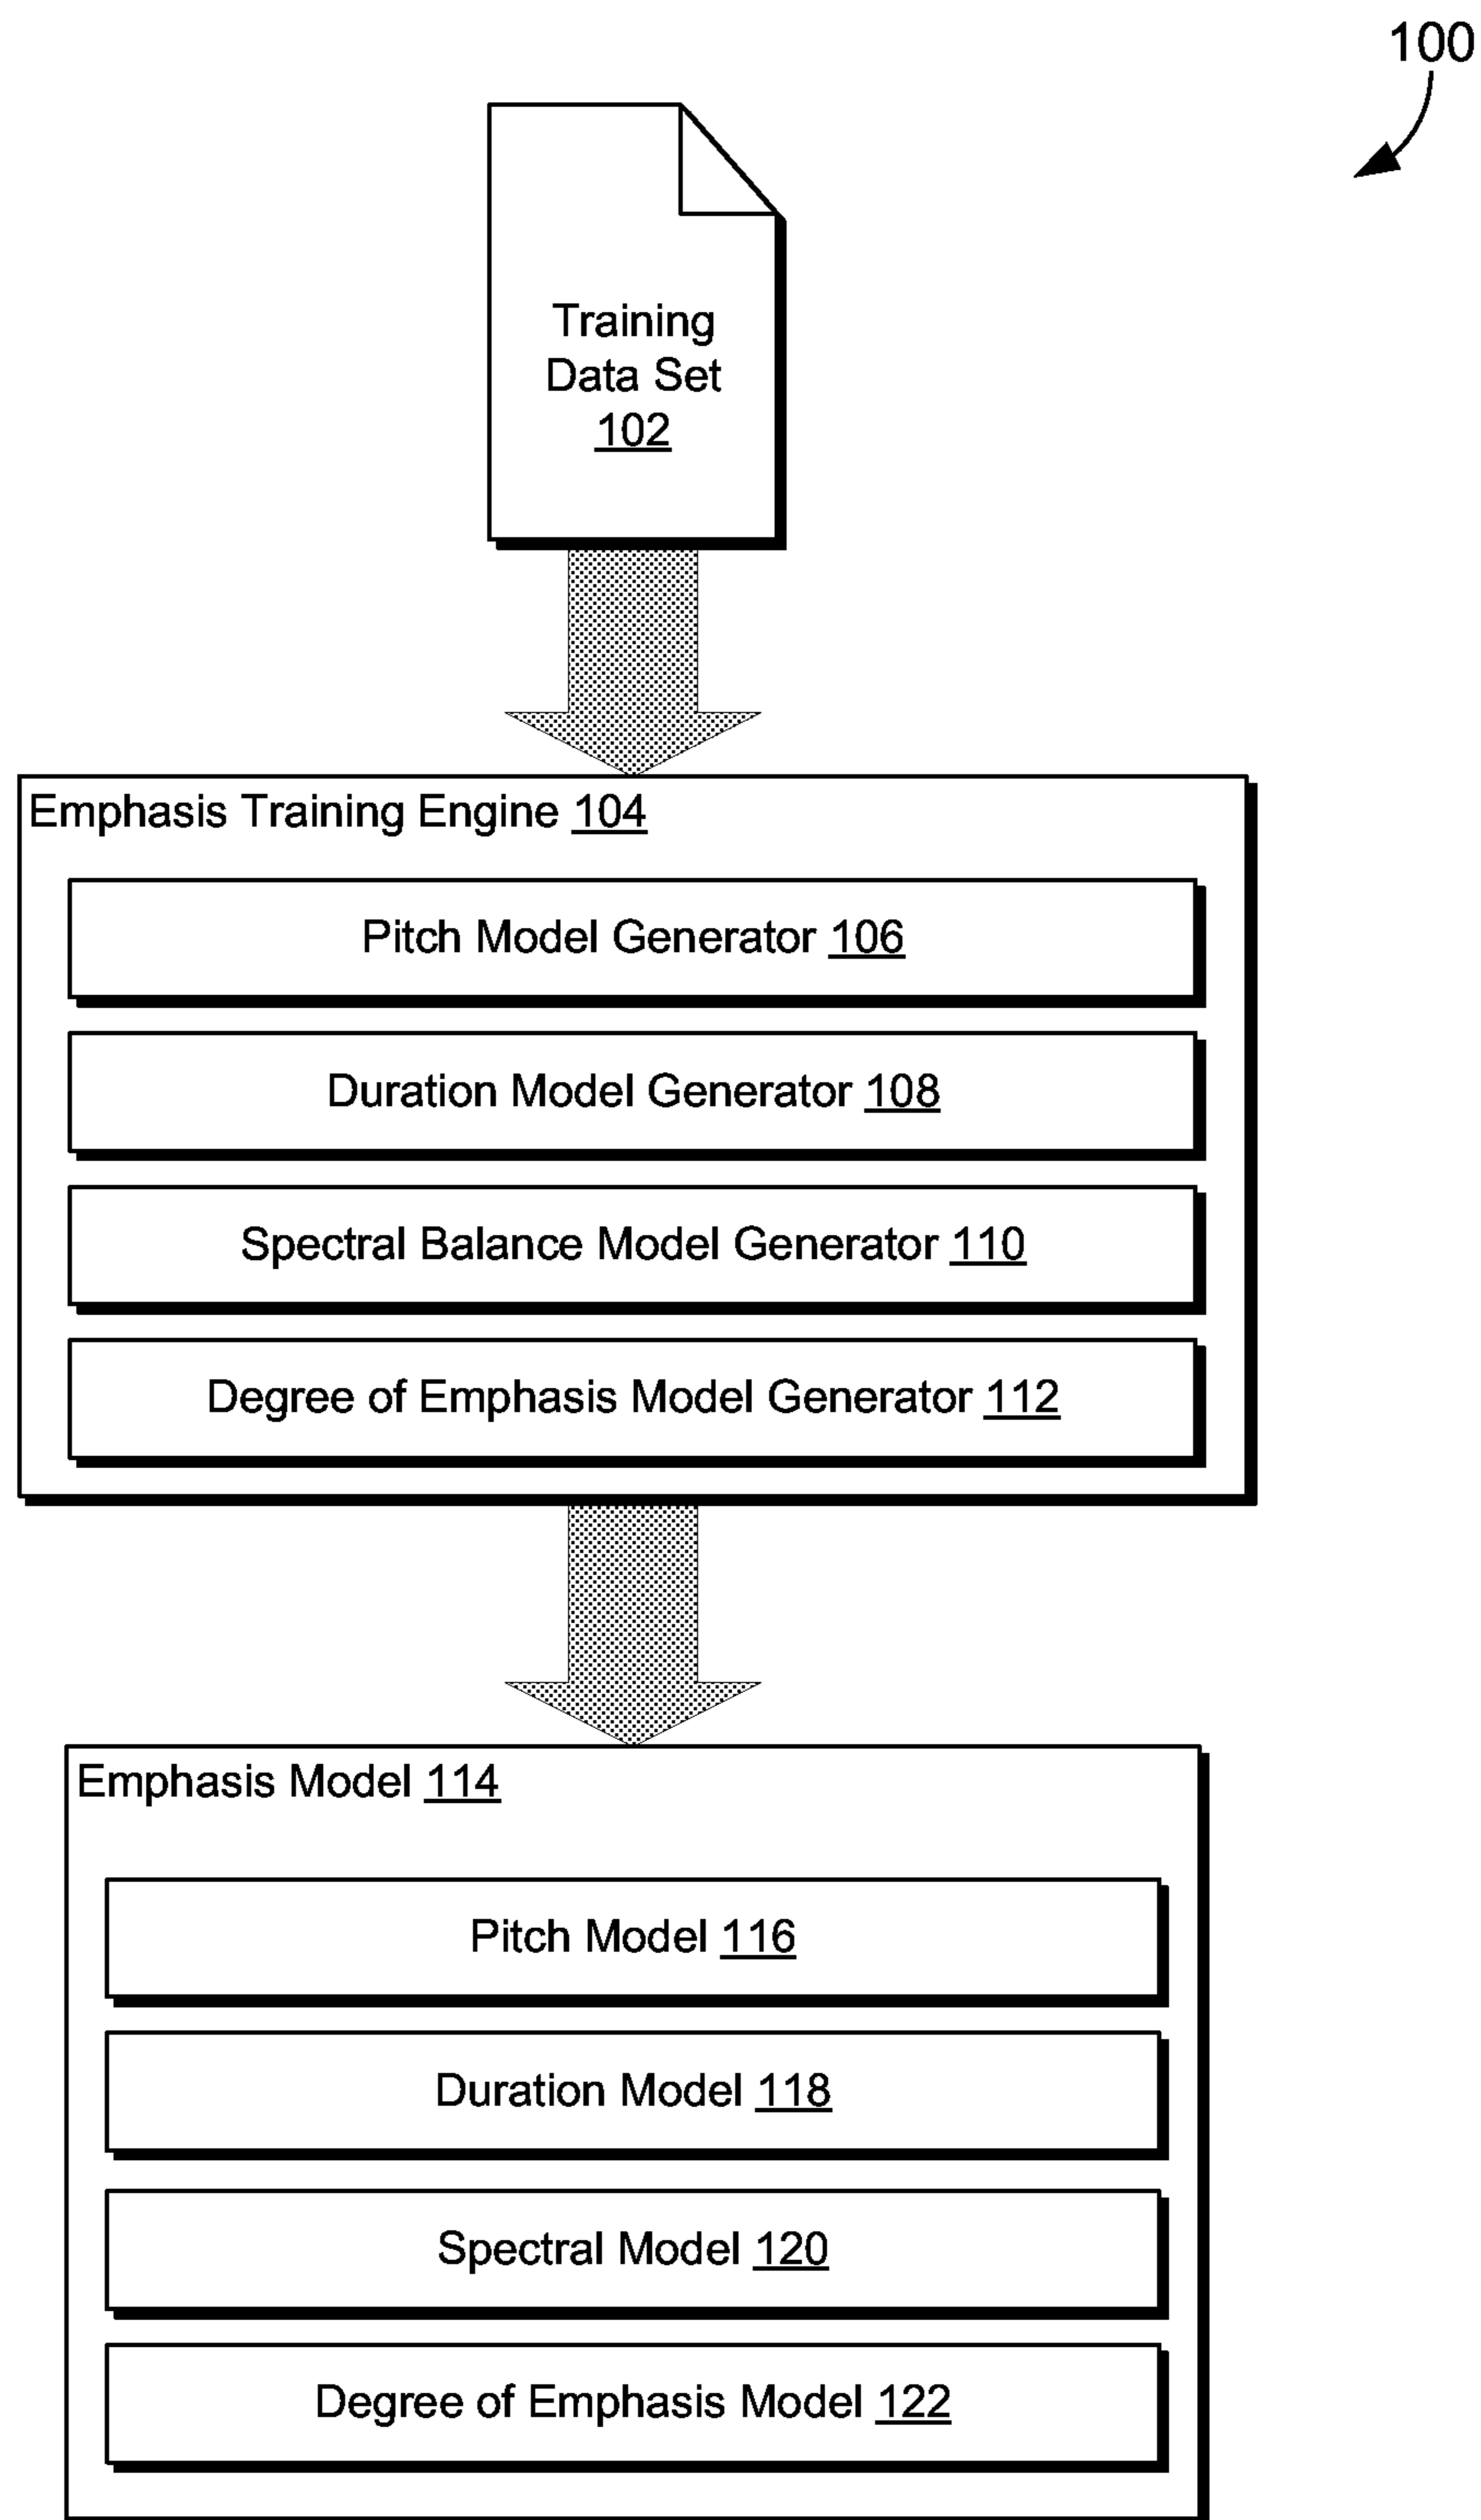 100
Training
Data Set
102
Emphasis Training Engine 104
Pitch Model Generator 106
Duration Model Generator 108
Spectral Balance Model Generator 110
Degree of Emphasis Model Generator 112
Emphasis Model 114
Pitch Model 116
Duration Model 118
Spectral Model 120
Degree of Emphasis Model 122